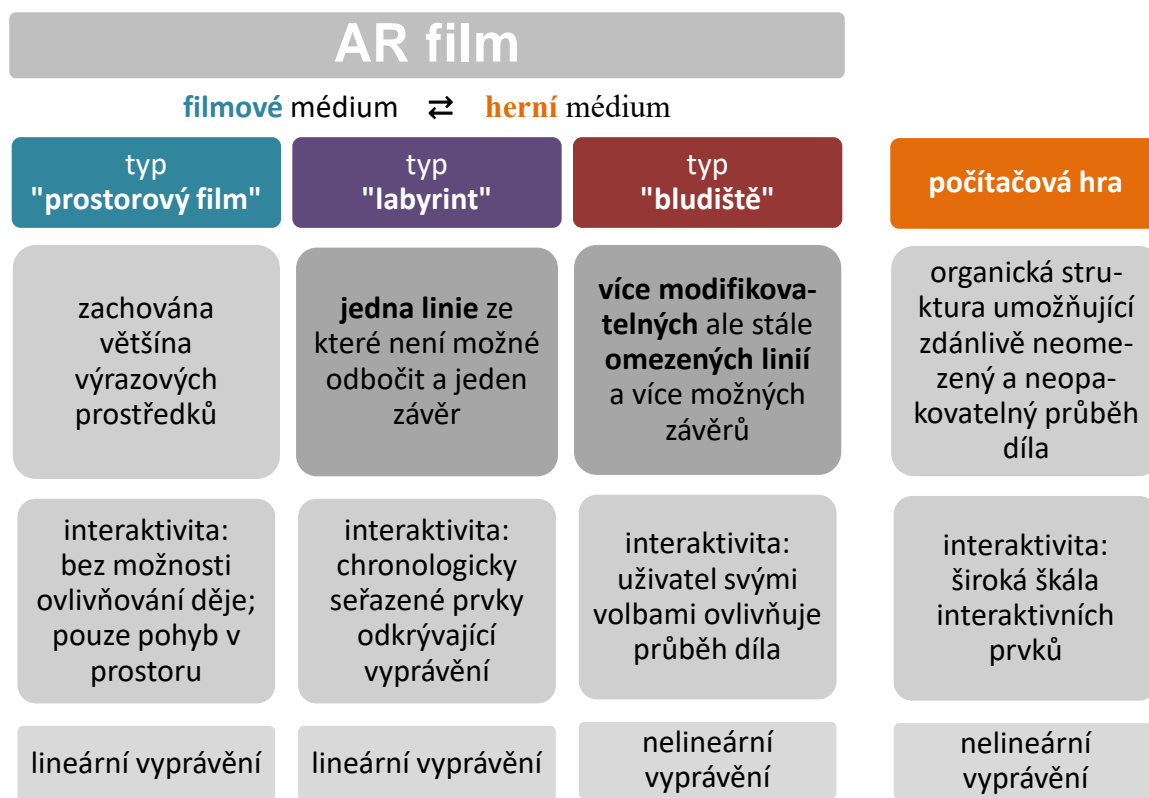 AR film
filmové médium ⇄ herní médium
typ
"prostorový film"
typ
"labyrint"
typ
"bludiště"
počítačová hra
zachována
většina
výrazových
prostředků
jedna linie ze
které není možné
odbočit a jeden
závěr
více modifikova-
telných ale stále
omezených linií
a více možných
závěrů
organická stru-
ktura umožňující
zdánlivě neome-
zený a neopa-
kovatelný průběh
díla
interaktivita:
bez možnosti
ovlivňování děje;
pouze pohyb v
prostoru
interaktivita:
chronologicky
seřazené prvky
odkrývající
vyprávění
interaktivita:
uživatel svými
volbami ovlivňuje
průběh díla
interaktivita:
široká škála
interaktivních
prvků
lineární vyprávění
lineární vyprávění
nelineární
vyprávění
nelineární
vyprávění